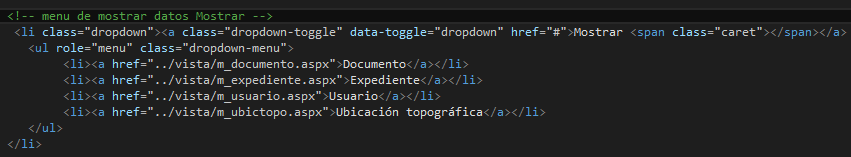 <!-- menu de mostrar datos Mostrar -->
<li class="dropdown"><a class="dropdown-toggle" data-toggle="dropdown" href="#">Mostrar <span class="caret"></span></a>
<ul role="menu" class="dropdown-menu">
<li><a href="../vista/m_documento.aspx">Documento</a></li>
<li><a href="../vista/m_expediente.aspx">Expediente</a></li>
<li><a href="../vista/m_usuario.aspx">Usuario</a></li>
<li><a href="../vista/m_ubictopo.aspx">Ubicación topográfica</a></li>
</ul>
</li>